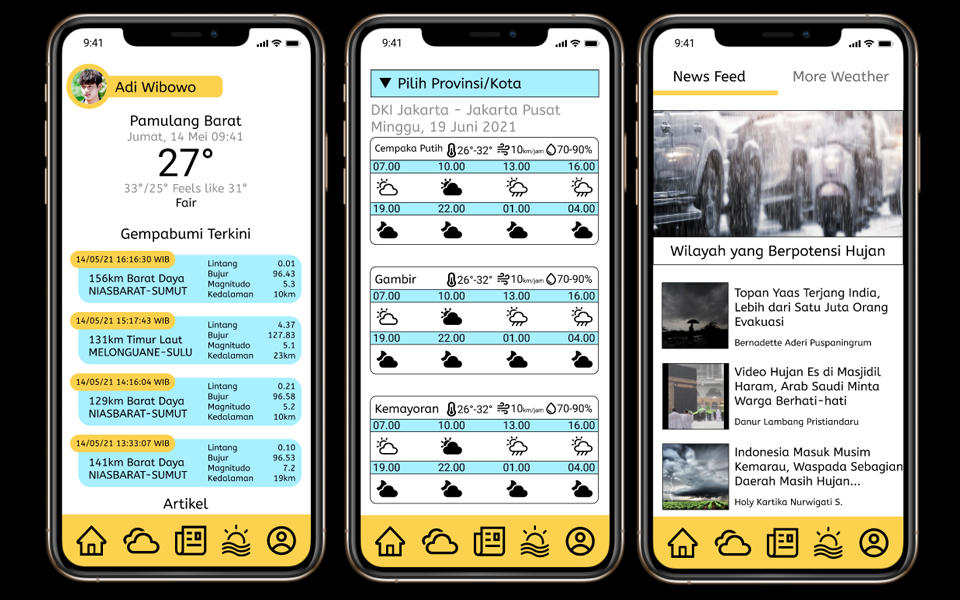 9:41
Adi Wibowo
Pamulang Barat
Jumat, 14 Mei 09:41
27°
33°/25° Feels like 31°
Fair
Gempabumi Terkini
14/05/21 16:16:30 WIB
156km Barat Daya
NIASBARAT-SUMUT
Lintang 0.01
Bujur 96.43
Magnitudo 5.3
Kedalaman 10km
14/05/21 15:17:43 WIB
131km Timur Laut
MELONGUANE-SULU
Lintang 4.37
Bujur 127.83
Magnitudo 5.1
Kedalaman 23km
14/05/21 14:16:04 WIB
129km Barat Daya
NIASBARAT-SUMUT
Lintang 0.21
Bujur 96.58
Magnitudo 5.2
Kedalaman 10km
14/05/21 13:33:07 WIB
141km Barat Daya
NIASBARAT-SUMUT
Lintang 0.10
Bujur 96.53
Magnitudo 7.2
Kedalaman 19km
Artikel
9:41
Pilih Provinsi/Kota
DKI Jakarta - Jakarta Pusat
Minggu, 19 Juni 2021
Cempaka Putih 26°-32° 10km/jam 70-90%
07.00 10.00 13.00 16.00
19.00 22.00 01.00 04.00
Gambir 26°-32° 10km/jam 70-90%
07.00 10.00 13.00 16.00
19.00 22.00 01.00 04.00
Kemayoran 26°-32° 10km/jam 70-90%
07.00 10.00 13.00 16.00
19.00 22.00 01.00 04.00
9:41
News Feed More Weather
Wilayah yang Berpotensi Hujan
Topan Yaas Terjang India,
Lebih dari Satu Juta Orang
Evakuasi
Bernadette Aderi Puspaningrum
Video Hujan Es di Masjidil
Haram, Arab Saudi Minta
Warga Berhati-hati
Danur Lambang Pristiandaru
Indonesia Masuk Musim
Kemarau, Waspada Sebagian
Daerah Masih Hujan...
Holy Kartika Nurwigati S.